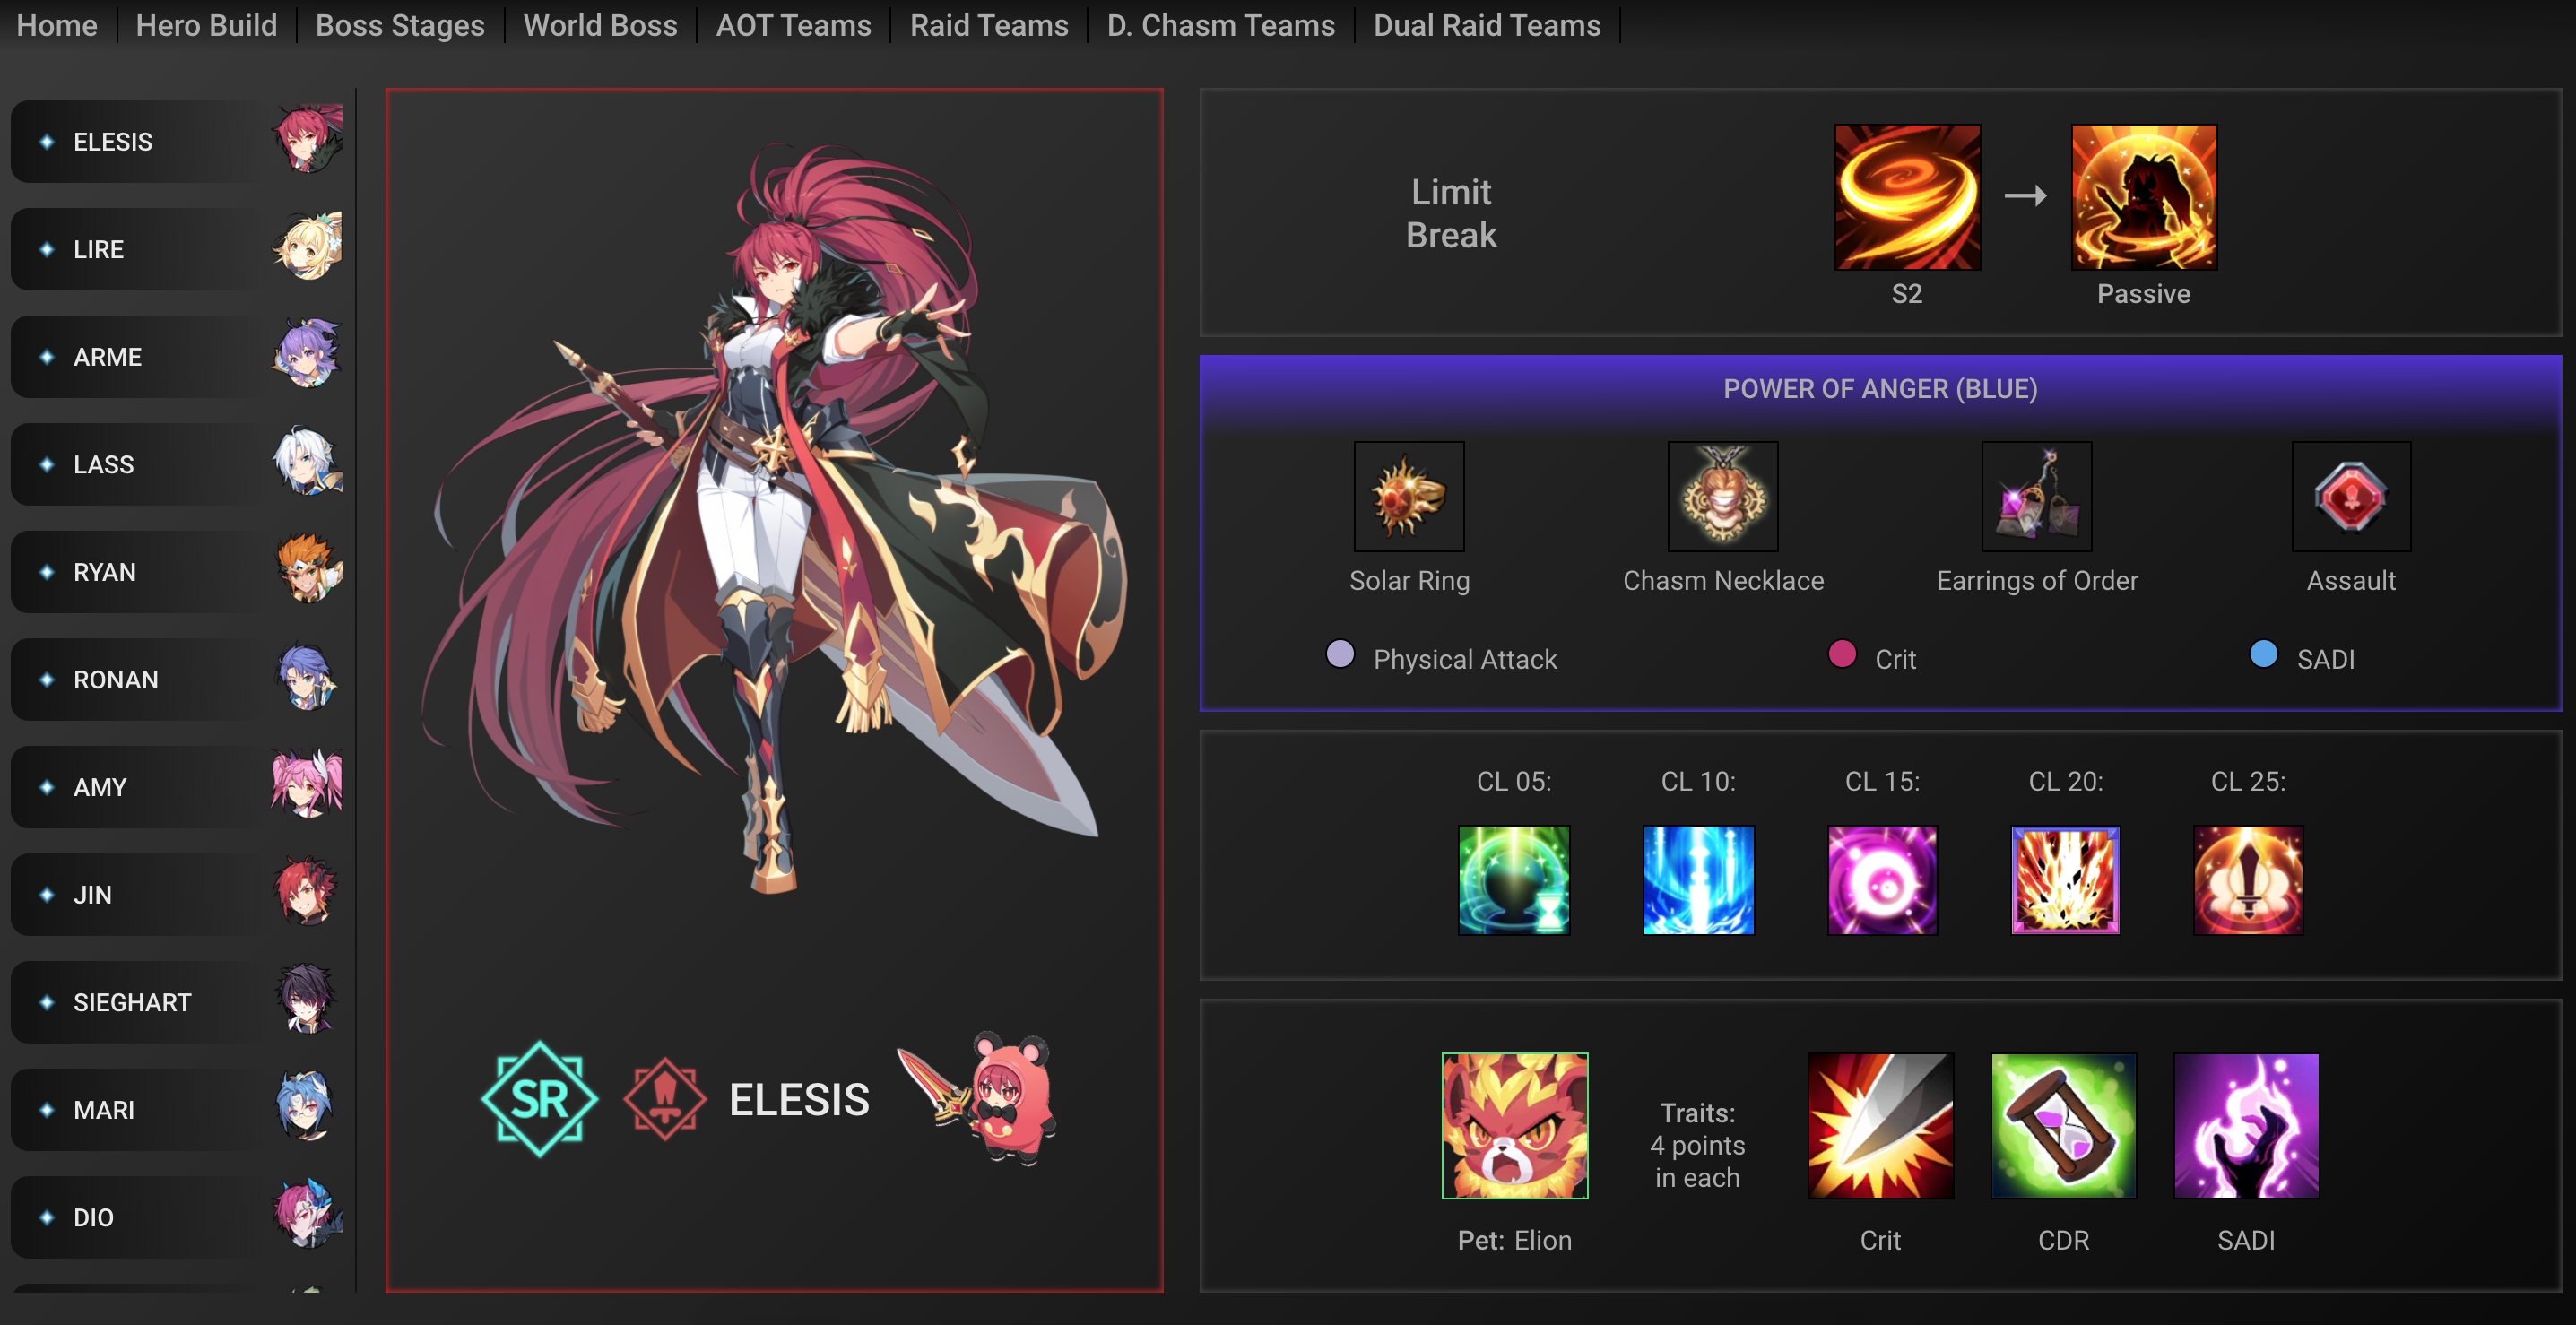 Home
Hero Build
Boss Stages
World Boss
AOT Teams
Raid Teams
D. Chasm Teams
Dual Raid Teams
ELESIS
LIRE
ARME
LASS
RYAN
RONAN
AMY
JIN
SIEGHART
MARI
DIO
SR
ELESIS
Limit
Break
S2
Passive
POWER OF ANGER (BLUE)
Solar Ring
Chasm Necklace
Earrings of Order
Assault
Physical Attack
Crit
SADI
CL 05:
CL 10:
CL 15:
CL 20:
CL 25:
Pet: Elion
Traits:
4 points
in each
Crit
CDR
SADI